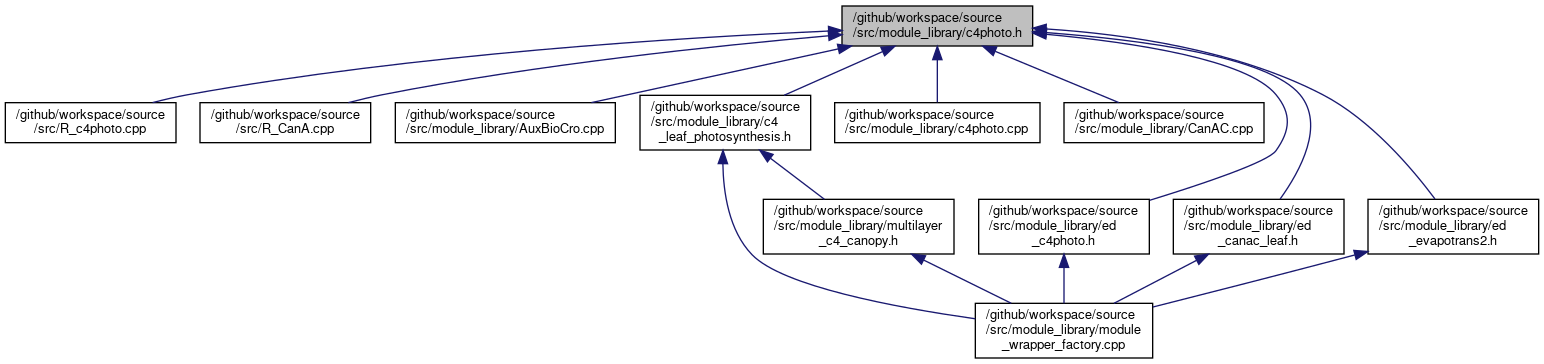 /github/workspace/source
/src/module_library/c4photo.h
/github/workspace/source
/src/R_c4photo.cpp
/github/workspace/source
/src/R_CanA.cpp
/github/workspace/source
/src/module_library/AuxBioCro.cpp
/github/workspace/source
/src/module_library/c4
_leaf_photosynthesis.h
/github/workspace/source
/src/module_library/c4photo.cpp
/github/workspace/source
/src/module_library/CanAC.cpp
/github/workspace/source
/src/module_library/multilayer
_c4_canopy.h
/github/workspace/source
/src/module_library/ed
_c4photo.h
/github/workspace/source
/src/module_library/ed
_canac_leaf.h
/github/workspace/source
/src/module_library/ed
_evapotrans2.h
/github/workspace/source
/src/module_library/module
_wrapper_factory.cpp